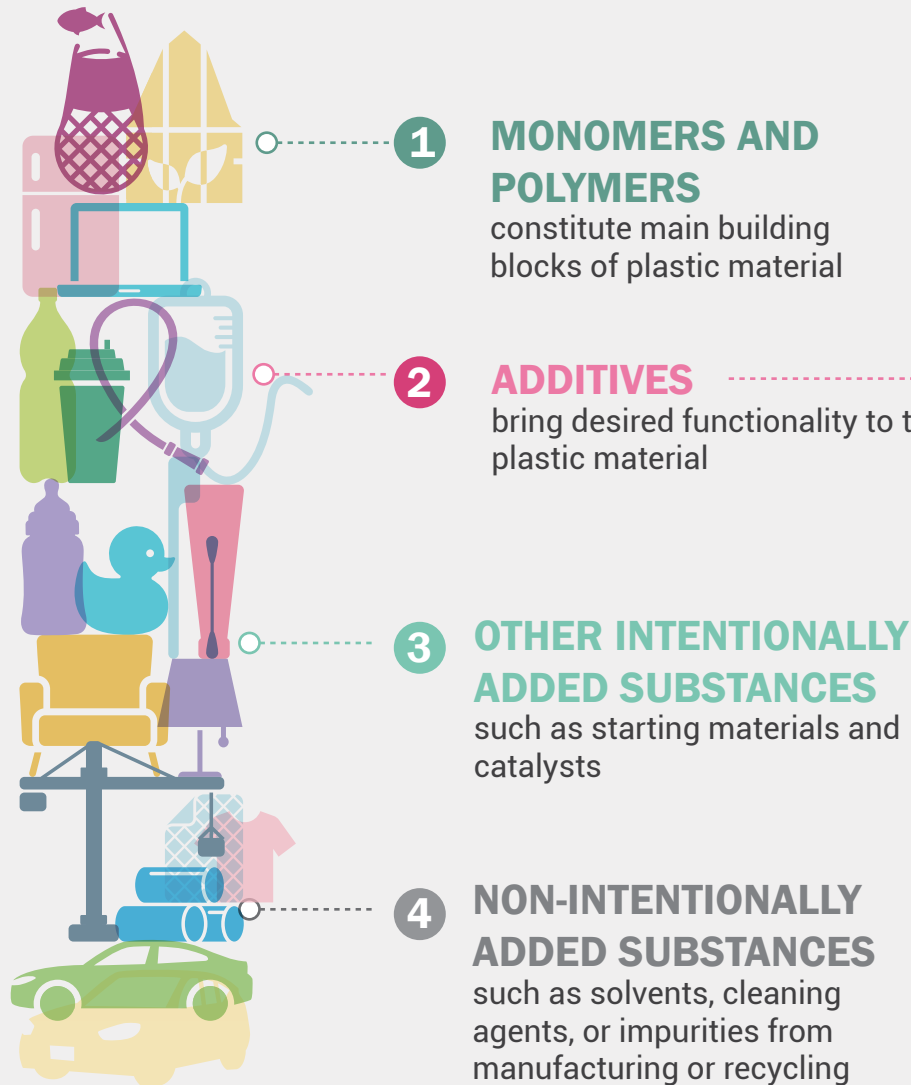 1
MONOMERS AND
POLYMERS
constitute main building
blocks of plastic material
2
ADDITIVES
bring desired functionality to t
plastic material
3
OTHER INTENTIONALLY
ADDED SUBSTANCES
such as starting materials and
catalysts
4
NON-INTENTIONALLY
ADDED SUBSTANCES
such as solvents, cleaning
agents, or impurities from
manufacturing or recycling